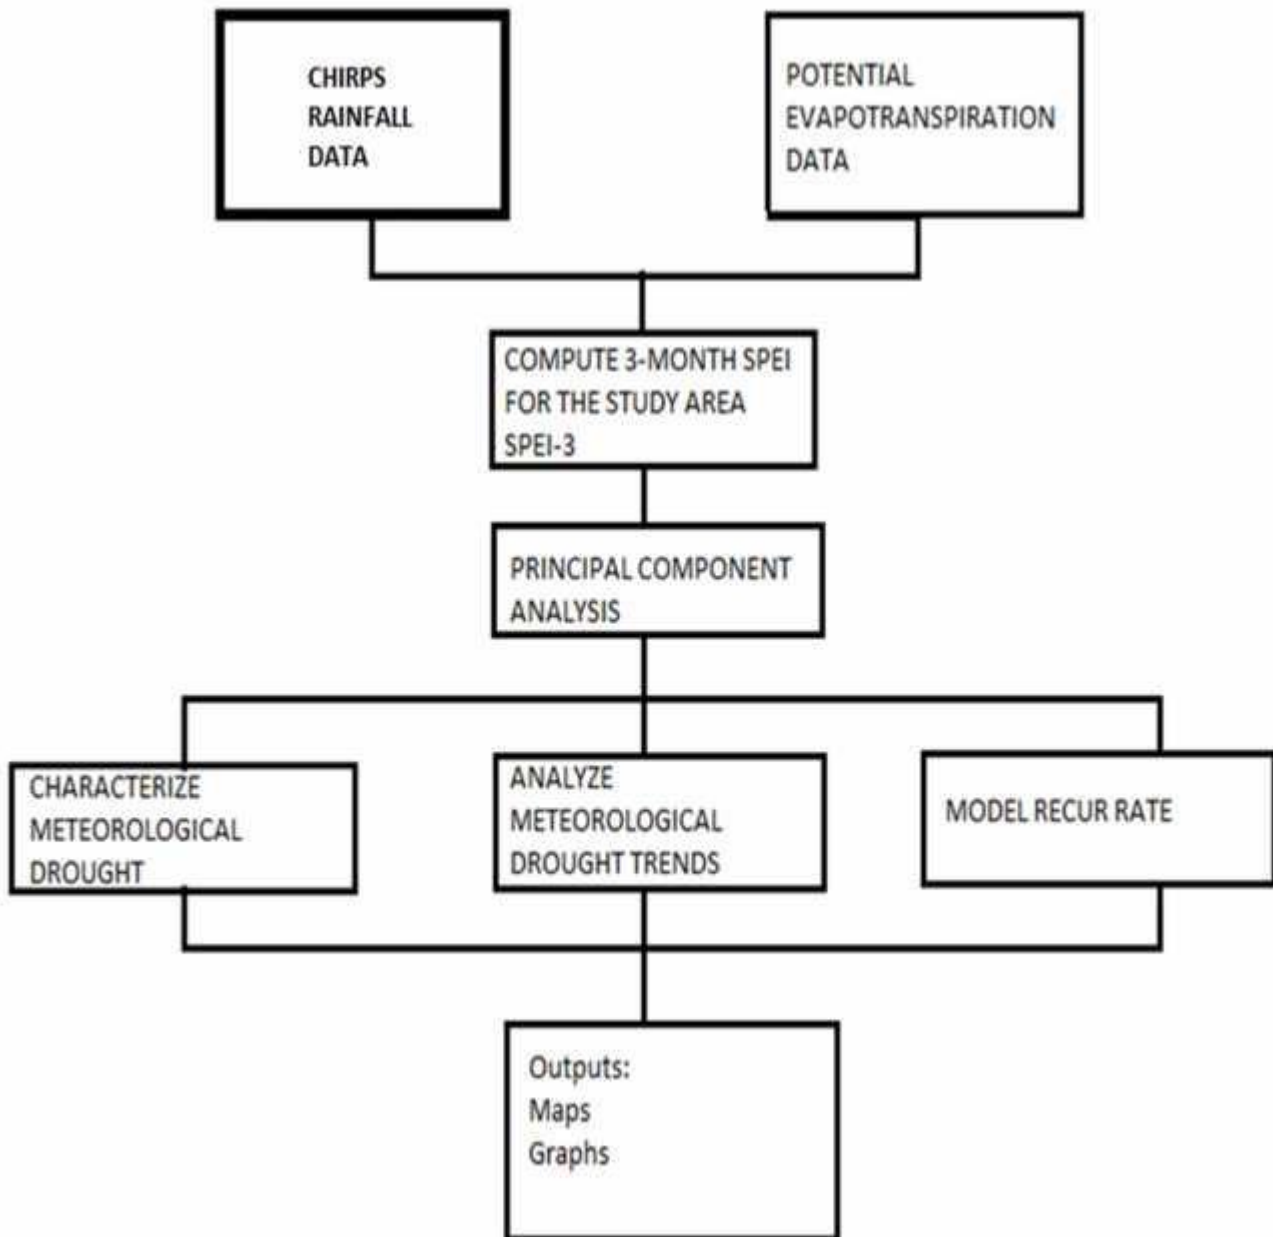 CHIRPS
RAINFALL
DATA
POTENTIAL
EVAPOTRANSPIRATION
DATA
COMPUTE 3-MONTH SPEI
FOR THE STUDY AREA
SPEI-3
PRINCIPAL COMPONENT
ANALYSIS
CHARACTERIZE
METEOROLOGICAL
DROUGHT
ANALYZE
METEOROLOGICAL
DROUGHT TRENDS
MODEL RECUR RATE
Outputs:
Maps
Graphs